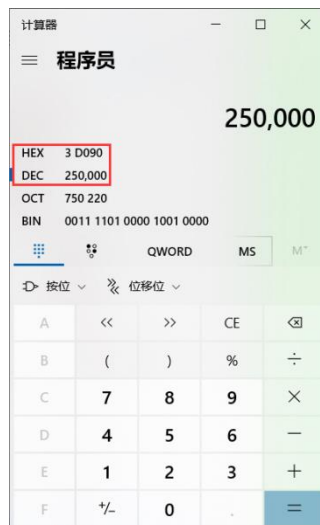 计算器
程序员
250,000
HEX 3 D090
DEC 250,000
OCT 750 220
BIN 0011 1101 0000 1001 0000
QWORD MS M˅
按位 位移位
A << >> CE
B ( ) % ÷
C 7 8 9 ×
D 4 5 6 −
E 1 2 3 +
F +/− 0 . =